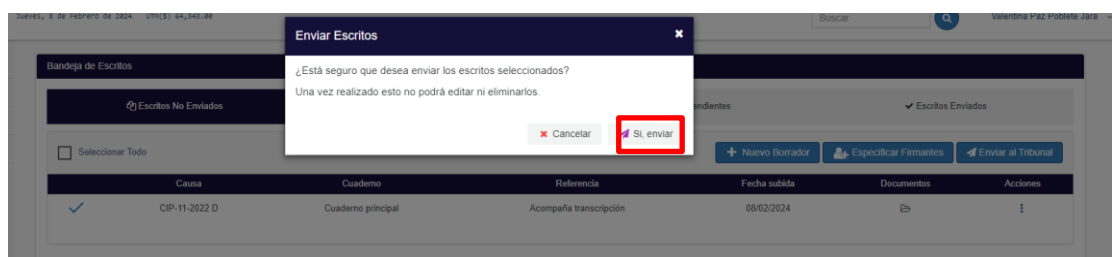 Jueves, 8 de Febrero de 2024 UTM($) 64,343.00
Buscar
Valentina Paz Poblete Jara
Enviar Escritos
Bandeja de Escritos
¿Está seguro que desea enviar los escritos seleccionados?
Una vez realizado esto no podrá editar ni eliminarlos.
Escritos No Enviados
endientes
Escritos Enviados
Cancelar
Si, enviar
Seleccionar Todo
Nuevo Borrador
Especificar Firmantes
Enviar al Tribunal
Causa Cuaderno Referencia Fecha subida Documentos Acciones
CIP-11-2022 D Cuaderno principal Acompaña transcripción 08/02/2024